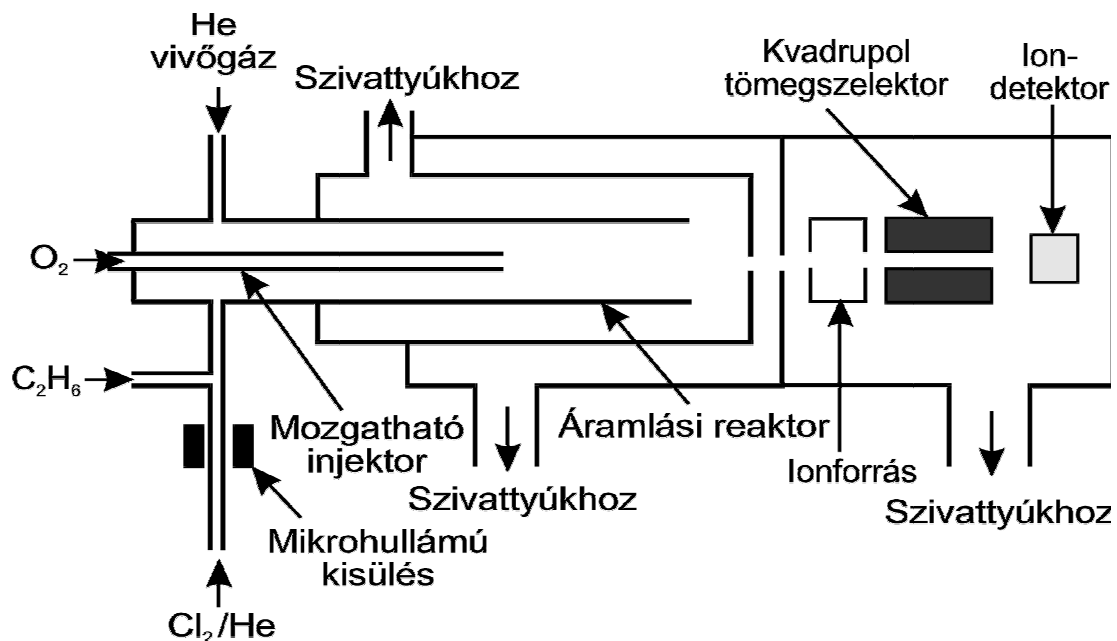 He
vivőgáz
Szivattyúkhoz
Kvadrupol
tömegszelektor
Ion-
detektor
O₂
C₂H₆
Mozgatható
injektor
Áramlási reaktor
Ionforrás
Szivattyúkhoz
Szivattyúkhoz
Mikrohullámú
kisülés
Cl₂/He